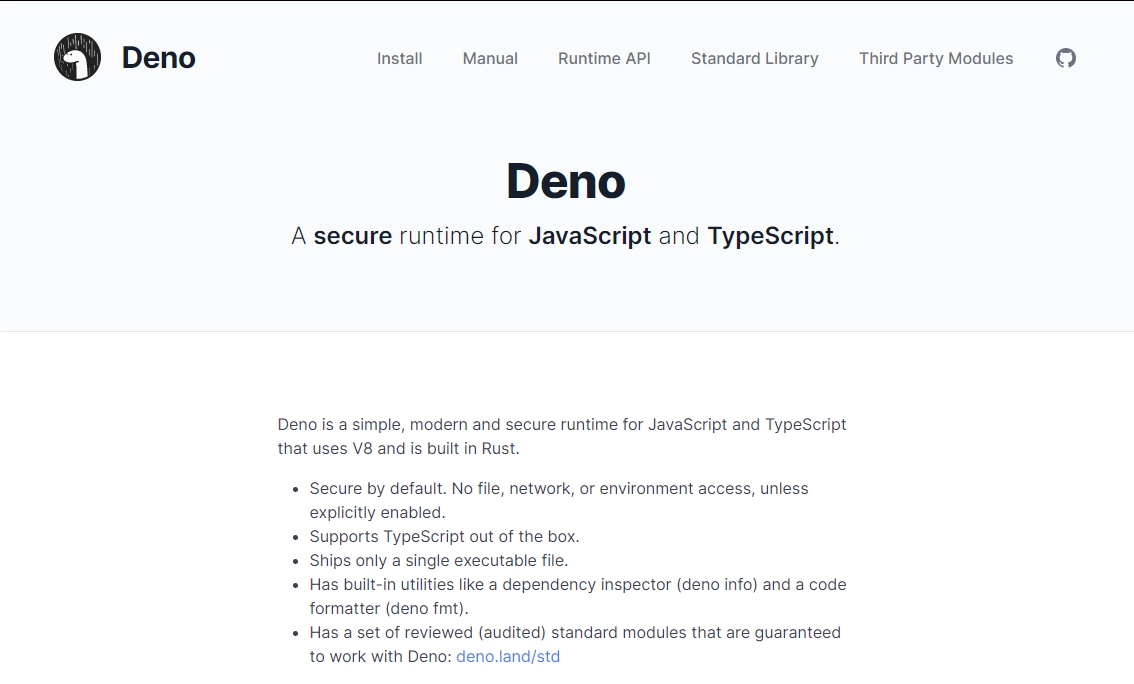 Deno
Install Manual Runtime API Standard Library Third Party Modules
Deno
A secure runtime for JavaScript and TypeScript.
Deno is a simple, modern and secure runtime for JavaScript and TypeScript
that uses V8 and is built in Rust.
• Secure by default. No file, network, or environment access, unless
explicitly enabled.
• Supports TypeScript out of the box.
• Ships only a single executable file.
• Has built-in utilities like a dependency inspector (deno info) and a code
formatter (deno fmt).
• Has a set of reviewed (audited) standard modules that are guaranteed
to work with Deno: deno.land/std